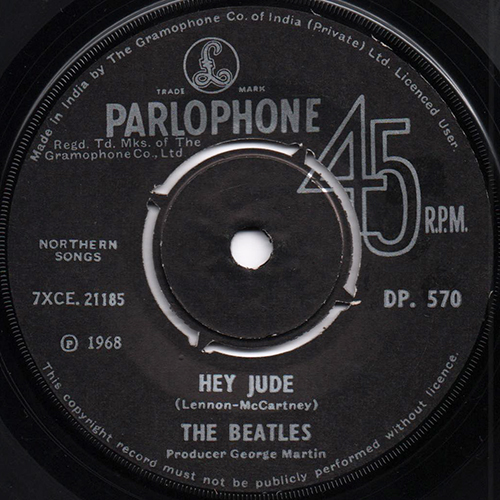 Made in India by The Gramophone Co. of India (Private) Ltd. Licenced User.
£
TRADE MARK
PARLOPHONE
Regd. Td. Mks. of The
Gramophone Co., Ltd.
45
R.P.M.
NORTHERN
SONGS
7XCE. 21185
DP. 570
Ⓟ 1968
HEY JUDE
(Lennon-McCartney)
THE BEATLES
Producer George Martin
This copyright record must not be publicly performed without licence.